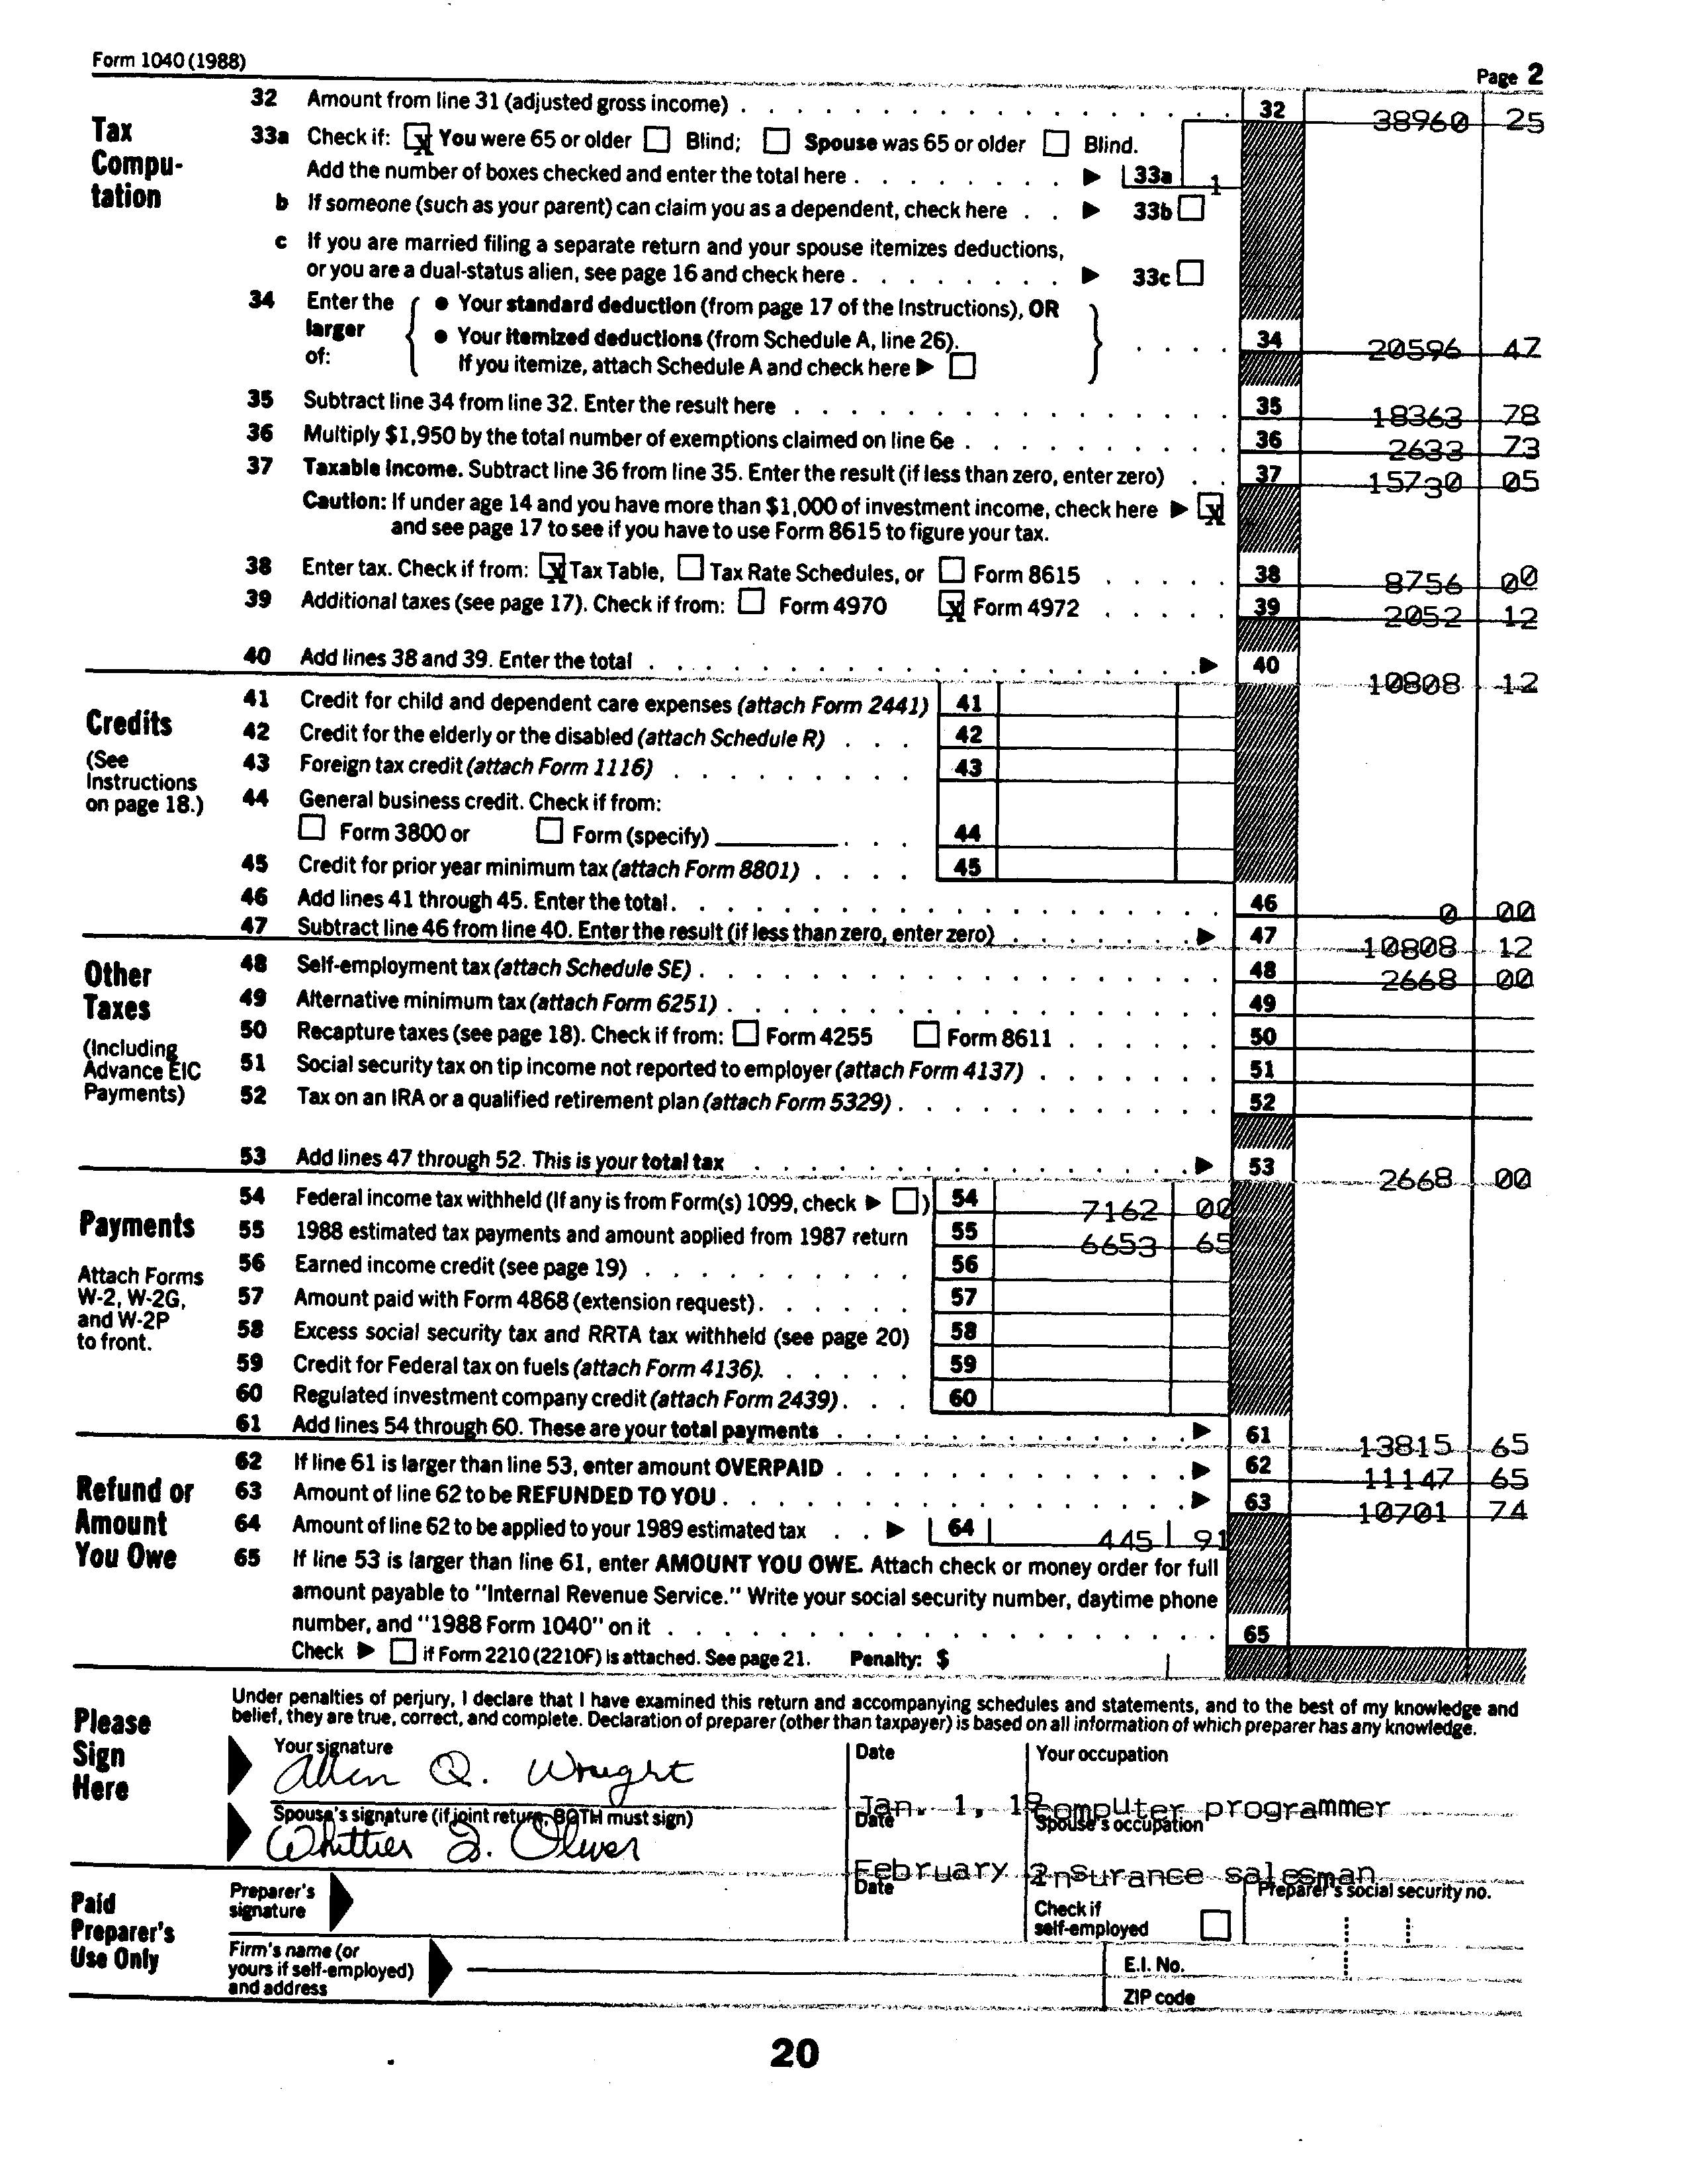 Form 1040 (1988)
Page 2
Tax Compu-tation
32 Amount from line 31 (adjusted gross income) . . . 32 38960 25
33a Check if: [X] You were 65 or older ☐ Blind; ☐ Spouse was 65 or older ☐ Blind.
Add the number of boxes checked and enter the total here . . . ▶ 33a 1
b If someone (such as your parent) can claim you as a dependent, check here . . ▶ 33b ☐
c If you are married filing a separate return and your spouse itemizes deductions,
or you are a dual-status alien, see page 16 and check here . . . ▶ 33c ☐
34 Enter the larger of: { ● Your standard deduction (from page 17 of the Instructions), OR
● Your itemized deductions (from Schedule A, line 26). } . . . . 34 20596 47
If you itemize, attach Schedule A and check here ▶ ☐
35 Subtract line 34 from line 32. Enter the result here . . . 35 18363 78
36 Multiply $1,950 by the total number of exemptions claimed on line 6e . . . 36 2633 73
37 Taxable income. Subtract line 36 from line 35. Enter the result (if less than zero, enter zero) . . 37 15730 05
Caution: If under age 14 and you have more than $1,000 of investment income, check here ▶ [X]
and see page 17 to see if you have to use Form 8615 to figure your tax.
38 Enter tax. Check if from: [X] Tax Table, ☐ Tax Rate Schedules, or ☐ Form 8615 . . . 38 8756 00
39 Additional taxes (see page 17). Check if from: ☐ Form 4970 [X] Form 4972 . . . 39 2052 12
40 Add lines 38 and 39. Enter the total . . . ▶ 40 10808 12
Credits
(See Instructions on page 18.)
41 Credit for child and dependent care expenses (attach Form 2441) 41
42 Credit for the elderly or the disabled (attach Schedule R) . . . 42
43 Foreign tax credit (attach Form 1116) . . . 43
44 General business credit. Check if from:
☐ Form 3800 or ☐ Form (specify) . . . 44
45 Credit for prior year minimum tax (attach Form 8801) . . . . 45
46 Add lines 41 through 45. Enter the total . . . 46 0 00
47 Subtract line 46 from line 40. Enter the result (if less than zero, enter zero) . . . ▶ 47 10808 12
Other Taxes
(Including Advance EIC Payments)
48 Self-employment tax (attach Schedule SE) . . . 48 2668 00
49 Alternative minimum tax (attach Form 6251) . . . 49
50 Recapture taxes (see page 18). Check if from: ☐ Form 4255 ☐ Form 8611 . . . 50
51 Social security tax on tip income not reported to employer (attach Form 4137) . . . 51
52 Tax on an IRA or a qualified retirement plan (attach Form 5329) . . . 52
53 Add lines 47 through 52. This is your total tax . . . ▶ 53 2668 00
Payments
Attach Forms W-2, W-2G, and W-2P to front.
54 Federal income tax withheld (If any is from Form(s) 1099, check ▶ ☐) 54 7162 00
55 1988 estimated tax payments and amount applied from 1987 return 55 6653 65
56 Earned income credit (see page 19) . . . 56
57 Amount paid with Form 4868 (extension request) . . . 57
58 Excess social security tax and RRTA tax withheld (see page 20) 58
59 Credit for Federal tax on fuels (attach Form 4136) . . . 59
60 Regulated investment company credit (attach Form 2439) . . . 60
61 Add lines 54 through 60. These are your total payments . . . ▶ 61 13815 65
Refund or Amount You Owe
62 If line 61 is larger than line 53, enter amount OVERPAID . . . ▶ 62 11147 65
63 Amount of line 62 to be REFUNDED TO YOU . . . ▶ 63 10701 74
64 Amount of line 62 to be applied to your 1989 estimated tax . . ▶ 64 445 91
65 If line 53 is larger than line 61, enter AMOUNT YOU OWE. Attach check or money order for full
amount payable to "Internal Revenue Service." Write your social security number, daytime phone
number, and "1988 Form 1040" on it . . . 65
Check ▶ ☐ if Form 2210 (2210F) is attached. See page 21. Penalty: $
Please Sign Here
Under penalties of perjury, I declare that I have examined this return and accompanying schedules and statements, and to the best of my knowledge and
belief, they are true, correct, and complete. Declaration of preparer (other than taxpayer) is based on all information of which preparer has any knowledge.
Your signature Date Your occupation
Allen Q. Wright Jan. 1, 19 computer programmer
Spouse's signature (if joint return, BOTH must sign) Date Spouse's occupation
Whittier J. Oliver February insurance salesman
Paid Preparer's Use Only
Preparer's signature Date Check if self-employed ☐ Preparer's social security no.
Firm's name (or yours if self-employed) and address
E.I. No.
ZIP code
20